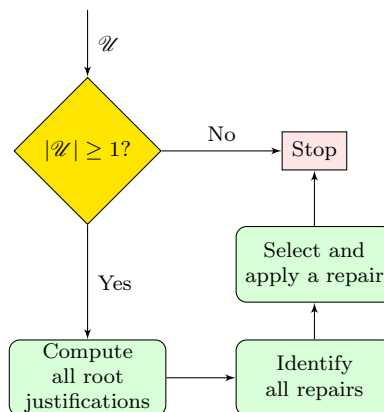 𝒰
|𝒰| ≥ 1?
No
Stop
Yes
Select and
apply a repair
Compute
all root
justifications
Identify
all repairs